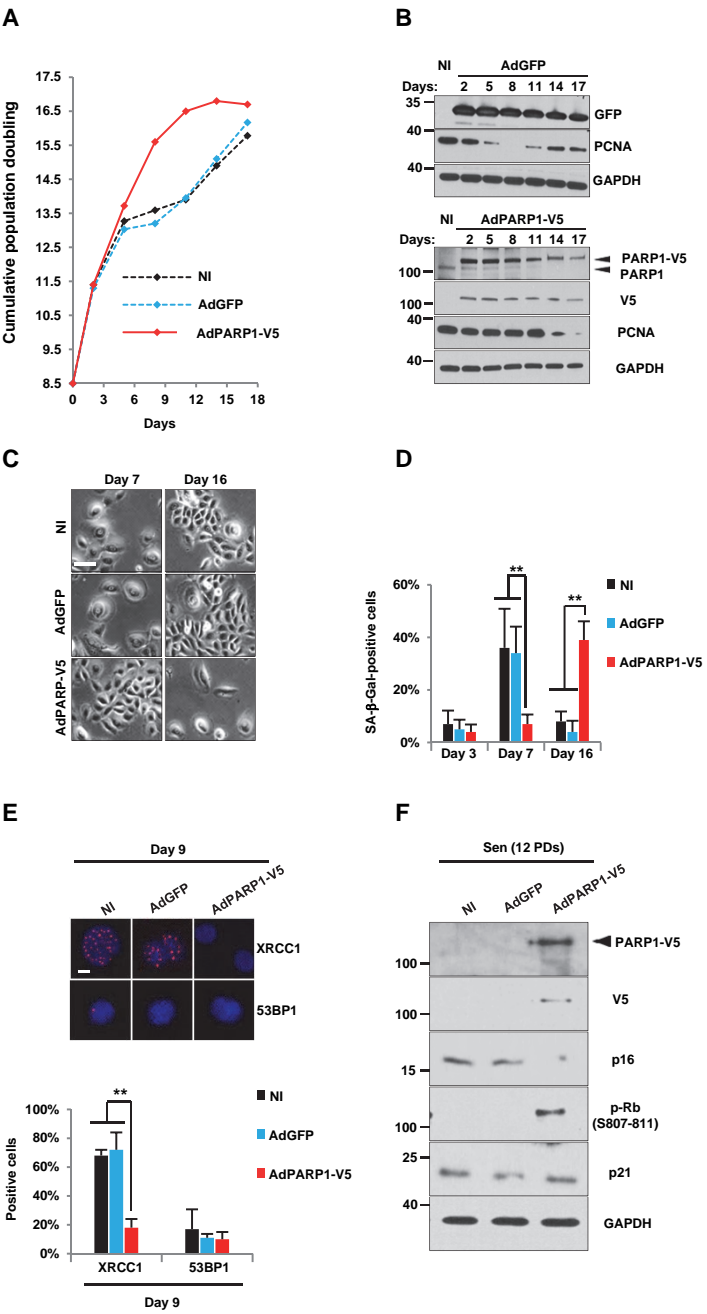 A
Cumulative population doubling
17.5
16.5
15.5
14.5
13.5
12.5
11.5
10.5
9.5
8.5
0 3 6 9 12 15 18
Days
NI
AdGFP
AdPARP1-V5
B
NI AdGFP
Days: 2 5 8 11 14 17
35
GFP
40
PCNA
40
GAPDH
NI AdPARP1-V5
Days: 2 5 8 11 14 17
PARP1-V5
100 PARP1
100 V5
40
PCNA
40
GAPDH
C
Day 7 Day 16
NI
AdGFP
AdPARP-V5
D
SA-β-Gal-positive cells
60%
40%
20%
0%
** **
Day 3 Day 7 Day 16
NI
AdGFP
AdPARP1-V5
E
Day 9
NI AdGFP AdPARP1-V5
XRCC1
53BP1
Positive cells
100%
80%
60%
40%
20%
0%
**
XRCC1 53BP1
Day 9
NI
AdGFP
AdPARP1-V5
F
Sen (12 PDs)
NI AdGFP AdPARP1-V5
PARP1-V5
100
V5
100
p16
15
p-Rb
(S807-811)
100
25
p21
40
GAPDH